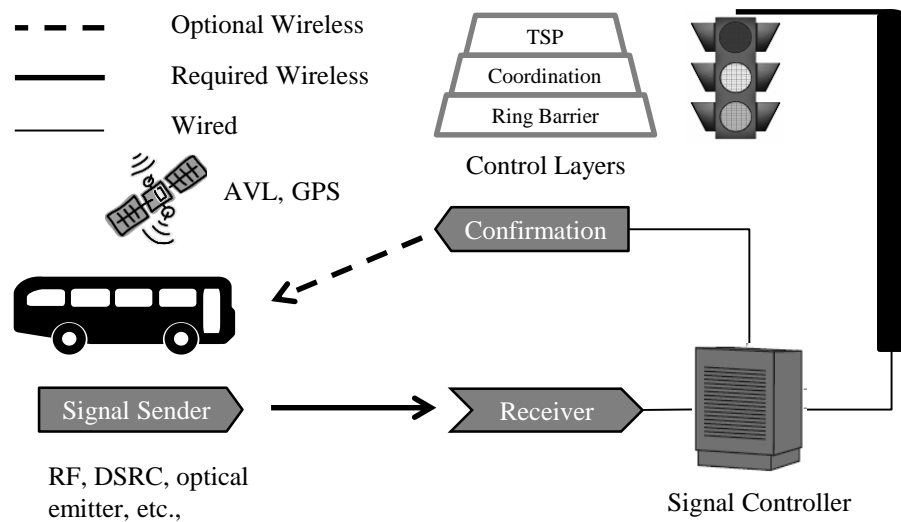 Optional Wireless
Required Wireless
Wired
TSP
Coordination
Ring Barrier
Control Layers
AVL, GPS
Confirmation
Signal Sender
Receiver
RF, DSRC, optical
emitter, etc.,
Signal Controller